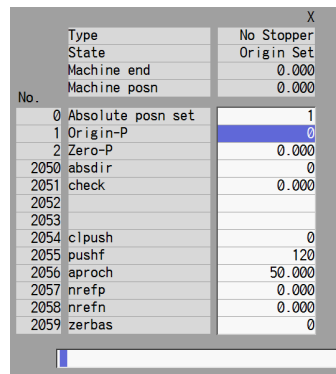 X
Type No Stopper
State Origin Set
Machine end 0.000
Machine posn 0.000
No.
0 Absolute posn set 1
1 Origin-P 0
2 Zero-P 0.000
2050 absdir 0
2051 check 0.000
2052
2053
2054 clpush 0
2055 pushf 120
2056 aproch 50.000
2057 nrefp 0.000
2058 nrefn 0.000
2059 zerbas 0